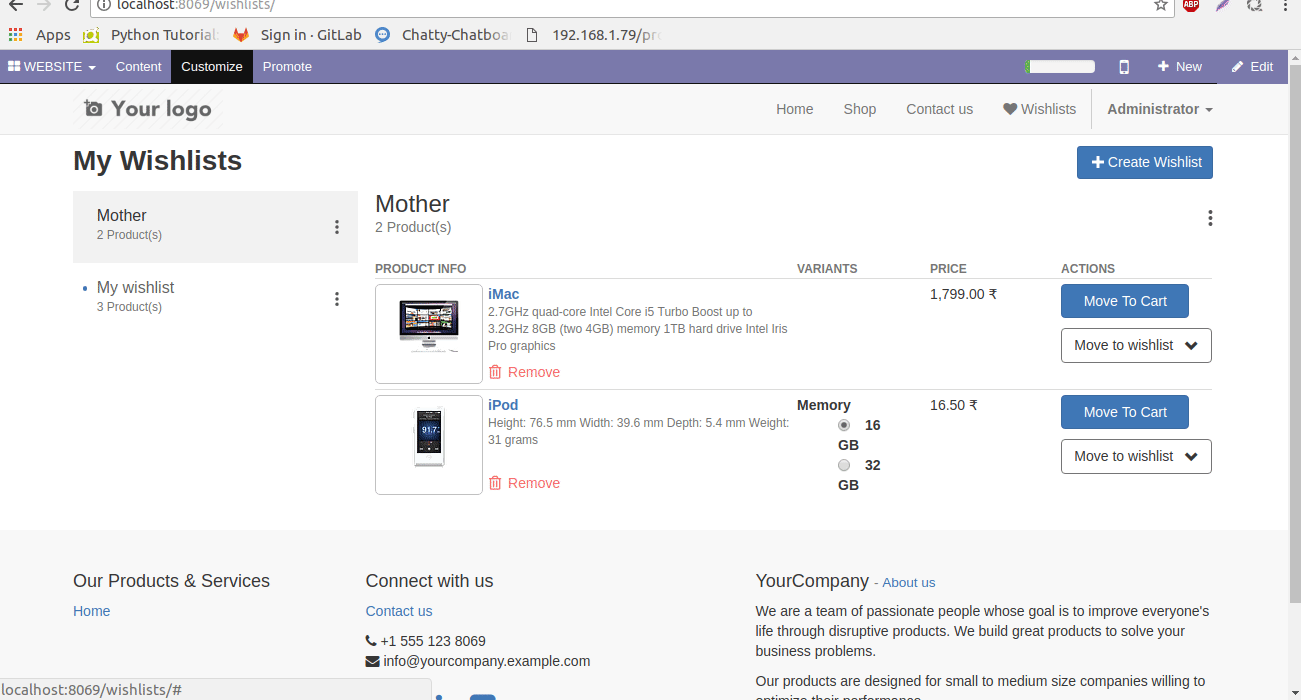 localhost:8069/wishlists/
ABP
Apps Python Tutorial Sign in · GitLab Chatty-Chatboa 192.168.1.79/pro
WEBSITE Content Customize Promote New Edit
Your logo Home Shop Contact us Wishlists Administrator
My Wishlists Create Wishlist
Mother
2 Product(s)
My wishlist
3 Product(s)
Mother
2 Product(s)
PRODUCT INFO VARIANTS PRICE ACTIONS
iMac 1,799.00 ₹ Move To Cart
2.7GHz quad-core Intel Core i5 Turbo Boost up to
3.2GHz 8GB (two 4GB) memory 1TB hard drive Intel Iris
Pro graphics
Move to wishlist
Remove
iPod Memory 16.50 ₹ Move To Cart
Height: 76.5 mm Width: 39.6 mm Depth: 5.4 mm Weight:
31 grams
16
GB
32
GB
Move to wishlist
91.7
Remove
Our Products & Services
Home
Connect with us
Contact us
+1 555 123 8069
info@yourcompany.example.com
YourCompany - About us
We are a team of passionate people whose goal is to improve everyone's
life through disruptive products. We build great products to solve your
business problems.
Our products are designed for small to medium size companies willing to
optimize their performance.
localhost:8069/wishlists/#